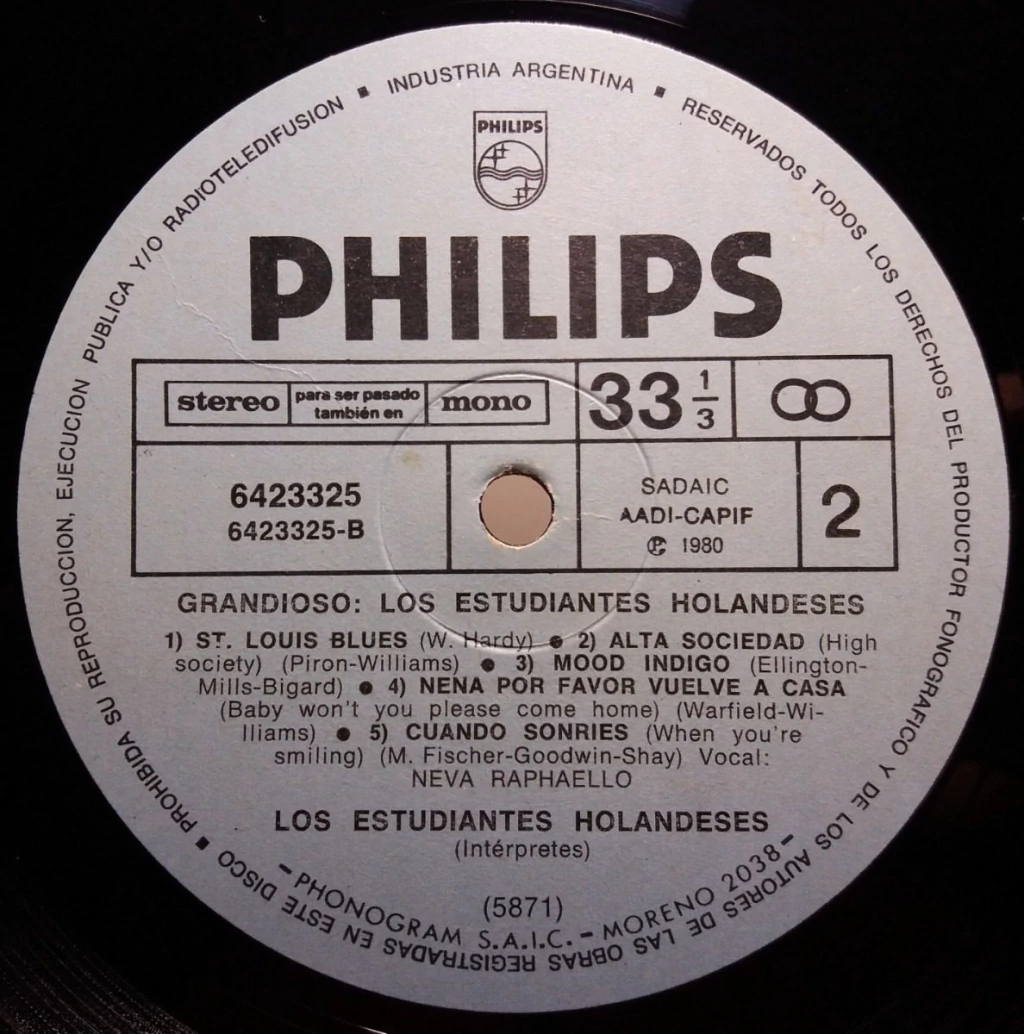 INDUSTRIA ARGENTINA ▪ RESERVADOS TODOS LOS DERECHOS DEL PRODUCTOR FONOGRAFICO Y DE LOS AUTORES DE LAS OBRAS REGISTRADAS EN ESTE DISCO ▪ PROHIBIDA SU REPRODUCCION, EJECUCION PUBLICA Y/O RADIOTELEDIFUSION ▪
PHILIPS
PHILIPS
stereo para ser pasado también en mono
33 1/3
6423325
6423325-B
SADAIC
AADI-CAPIF
℗ 1980
2
GRANDIOSO: LOS ESTUDIANTES HOLANDESES
1) ST. LOUIS BLUES (W. Hardy) ● 2) ALTA SOCIEDAD (High
society) (Piron-Williams) ● 3) MOOD INDIGO (Ellington-
Mills-Bigard) ● 4) NENA POR FAVOR VUELVE A CASA
(Baby won't you please come home) (Warfield-Wi-
lliams) ● 5) CUANDO SONRIES (When you're
smiling) (M. Fischer-Goodwin-Shay) Vocal:
NEVA RAPHAELLO
LOS ESTUDIANTES HOLANDESES
(Intérpretes)
(5871)
-PHONOGRAM S.A.I.C.-MORENO 2038-